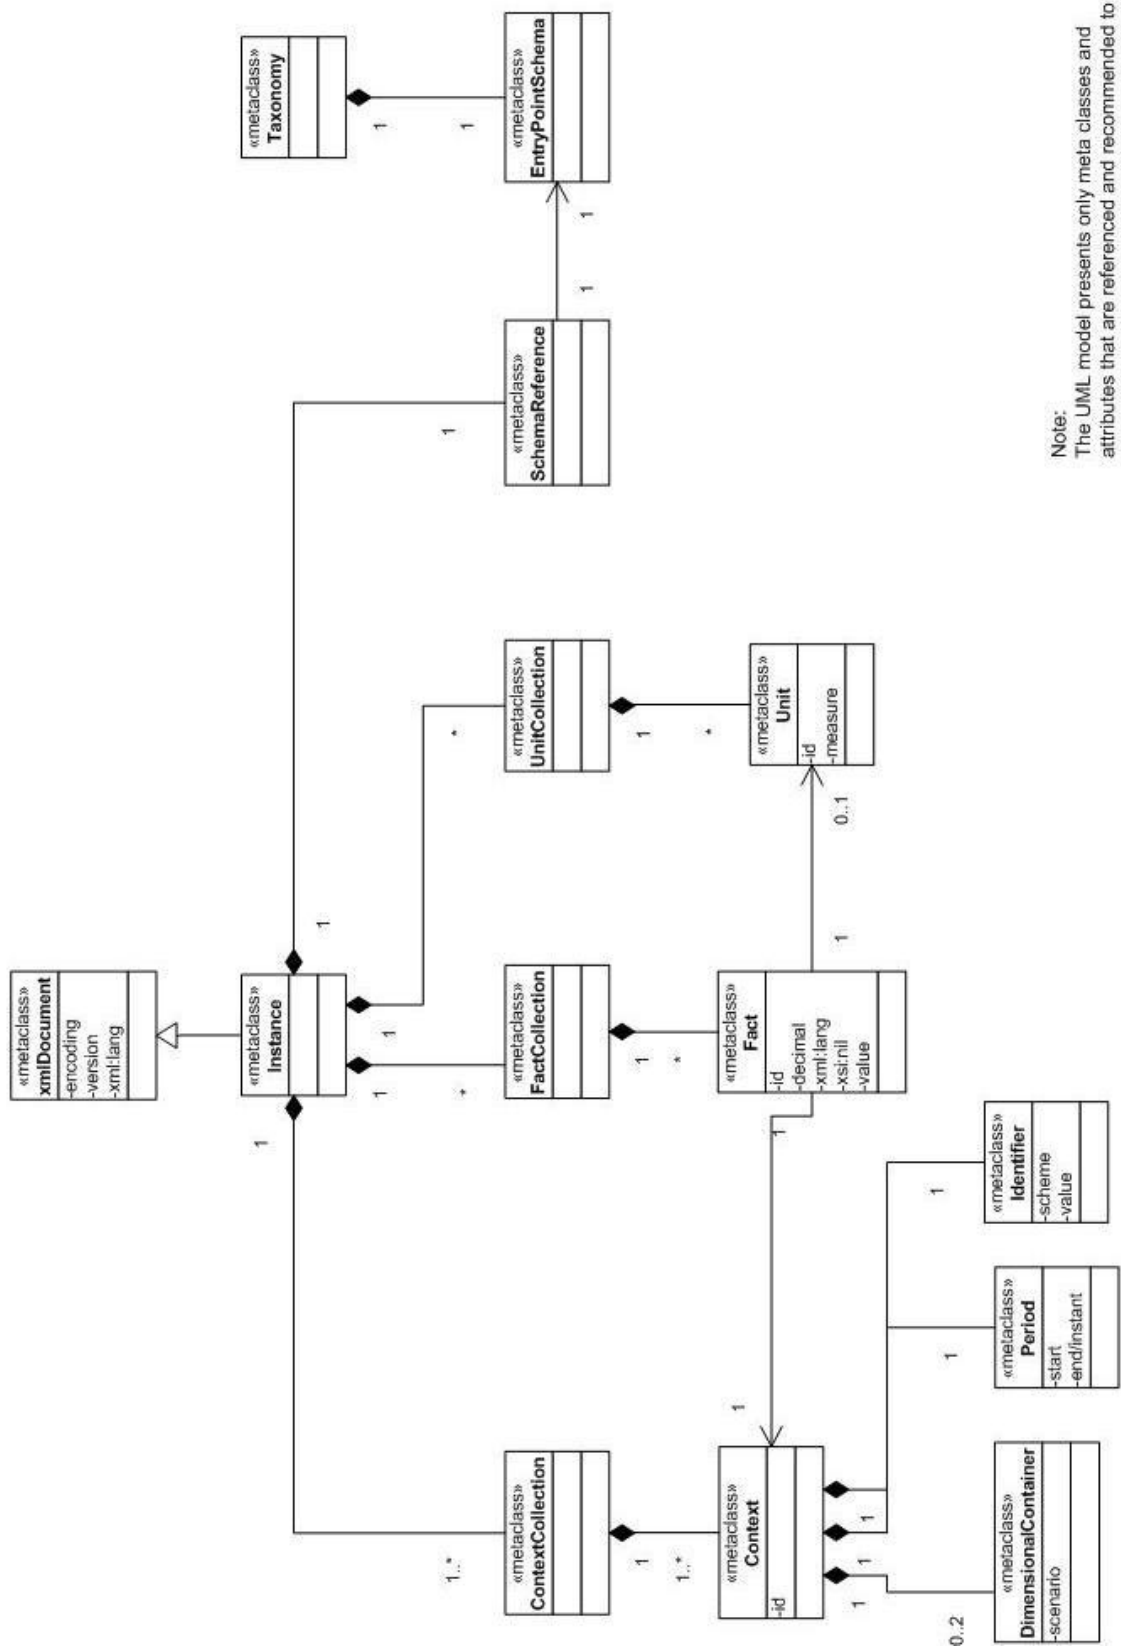 «metaclass»
xmlDocument
-encoding
-version
-xml:lang
«metaclass»
Instance
«metaclass»
Taxonomy
1
1
1
1
1
1
1..*
*
*
1
1
1
«metaclass»
ContextCollection
«metaclass»
FactCollection
«metaclass»
UnitCollection
«metaclass»
SchemaReference
«metaclass»
EntryPointSchema
1
1..*
1
*
1
*
«metaclass»
Context
-id
1
1
«metaclass»
Fact
-id
-decimal
-xml:lang
-xsi:nil
-value
1
0..1
«metaclass»
Unit
-id
-measure
1
1
1
0..2
1
1
«metaclass»
DimensionalContainer
-scenario
«metaclass»
Period
-start
-end/instant
«metaclass»
Identifier
-scheme
-value
Note:
The UML model presents only meta classes and
attributes that are referenced and recommended to